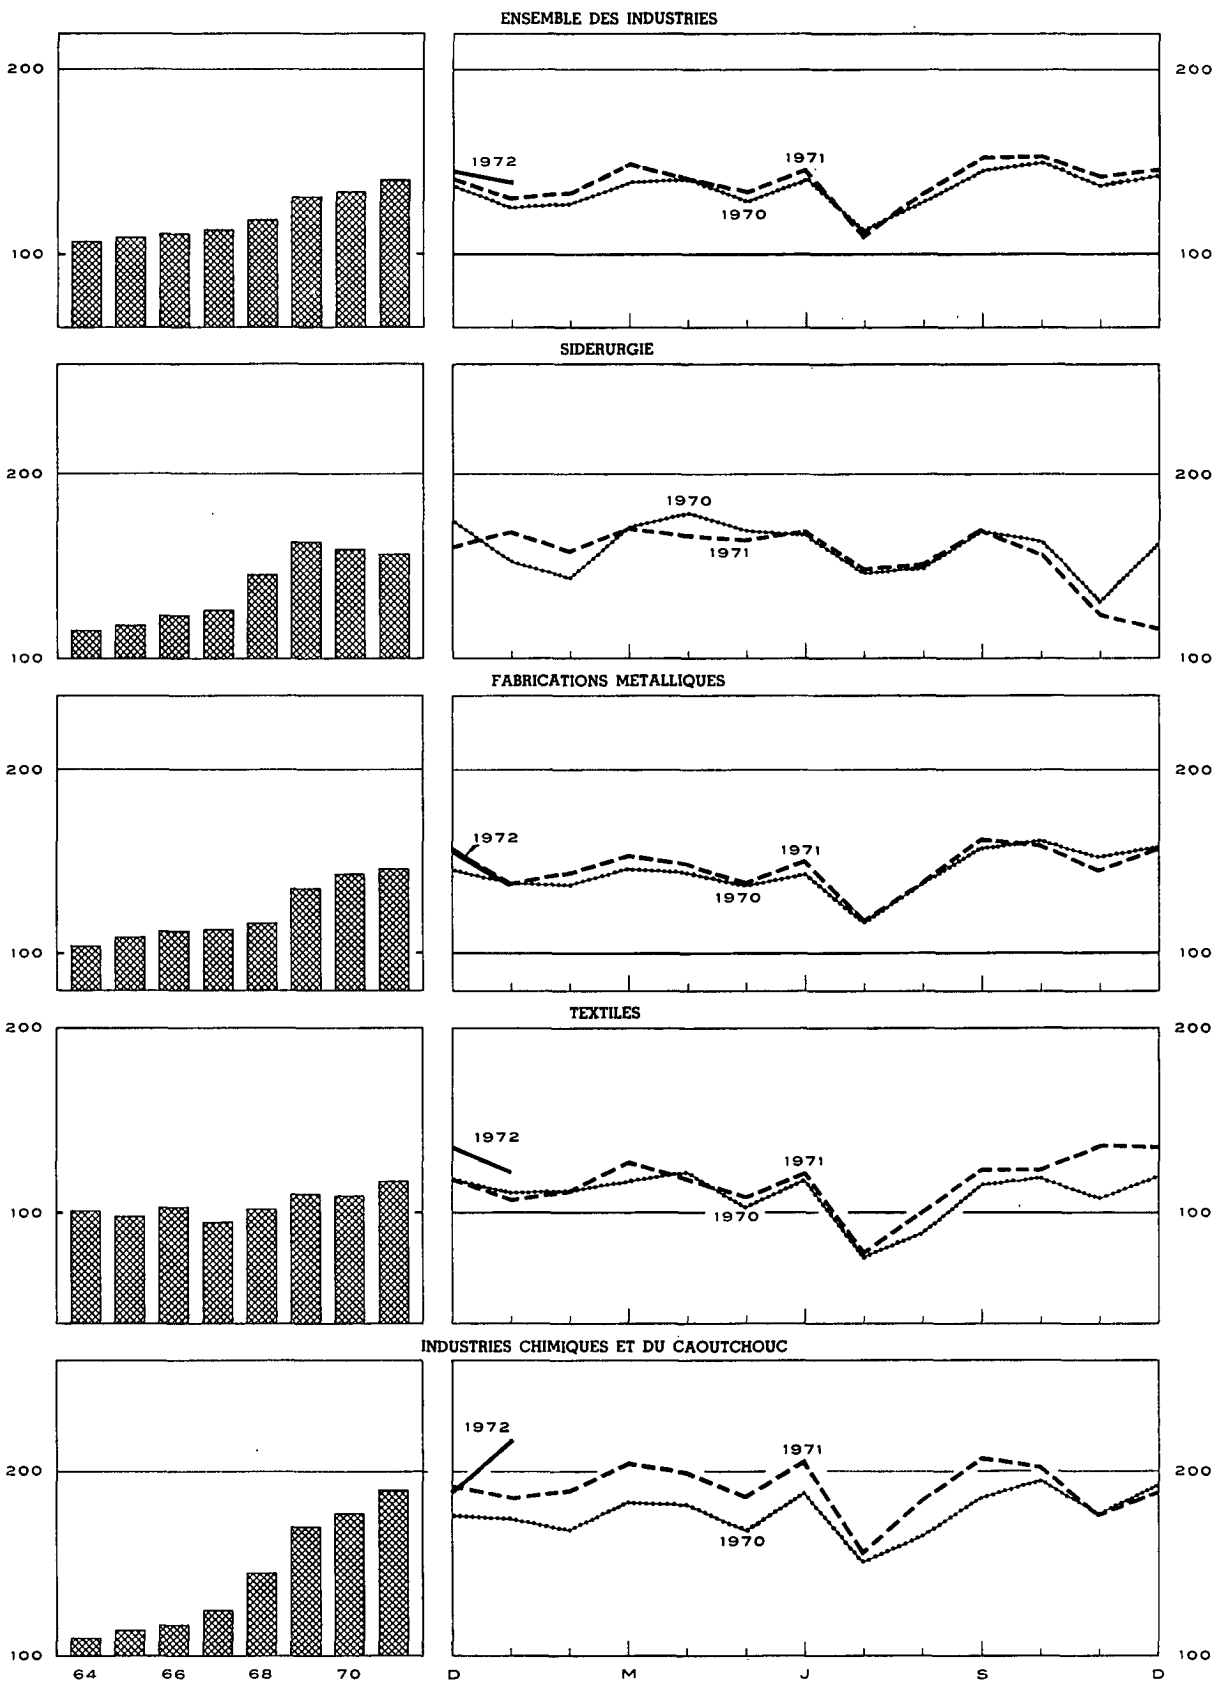 ENSEMBLE DES INDUSTRIES
200 200
1972 1971
1970
100 100
SIDERURGIE
200 200
1970
1971
100 100
FABRICATIONS METALLIQUES
200 200
1972 1971
1970
100 100
TEXTILES
200 200
1972
1971
100 1970 100
INDUSTRIES CHIMIQUES ET DU CAOUTCHOUC
1972
1971
200 200
1970
100 100
64 66 68 70 D M J S D